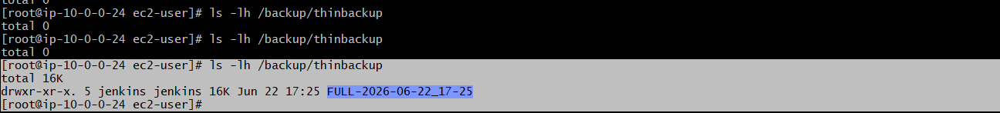 total 0
[root@ip-10-0-0-24 ec2-user]# ls -lh /backup/thinbackup
total 0
[root@ip-10-0-0-24 ec2-user]# ls -lh /backup/thinbackup
total 0
[root@ip-10-0-0-24 ec2-user]# ls -lh /backup/thinbackup
total 16K
drwxr-xr-x. 5 jenkins jenkins 16K Jun 22 17:25 FULL-2026-06-22_17-25
[root@ip-10-0-0-24 ec2-user]#